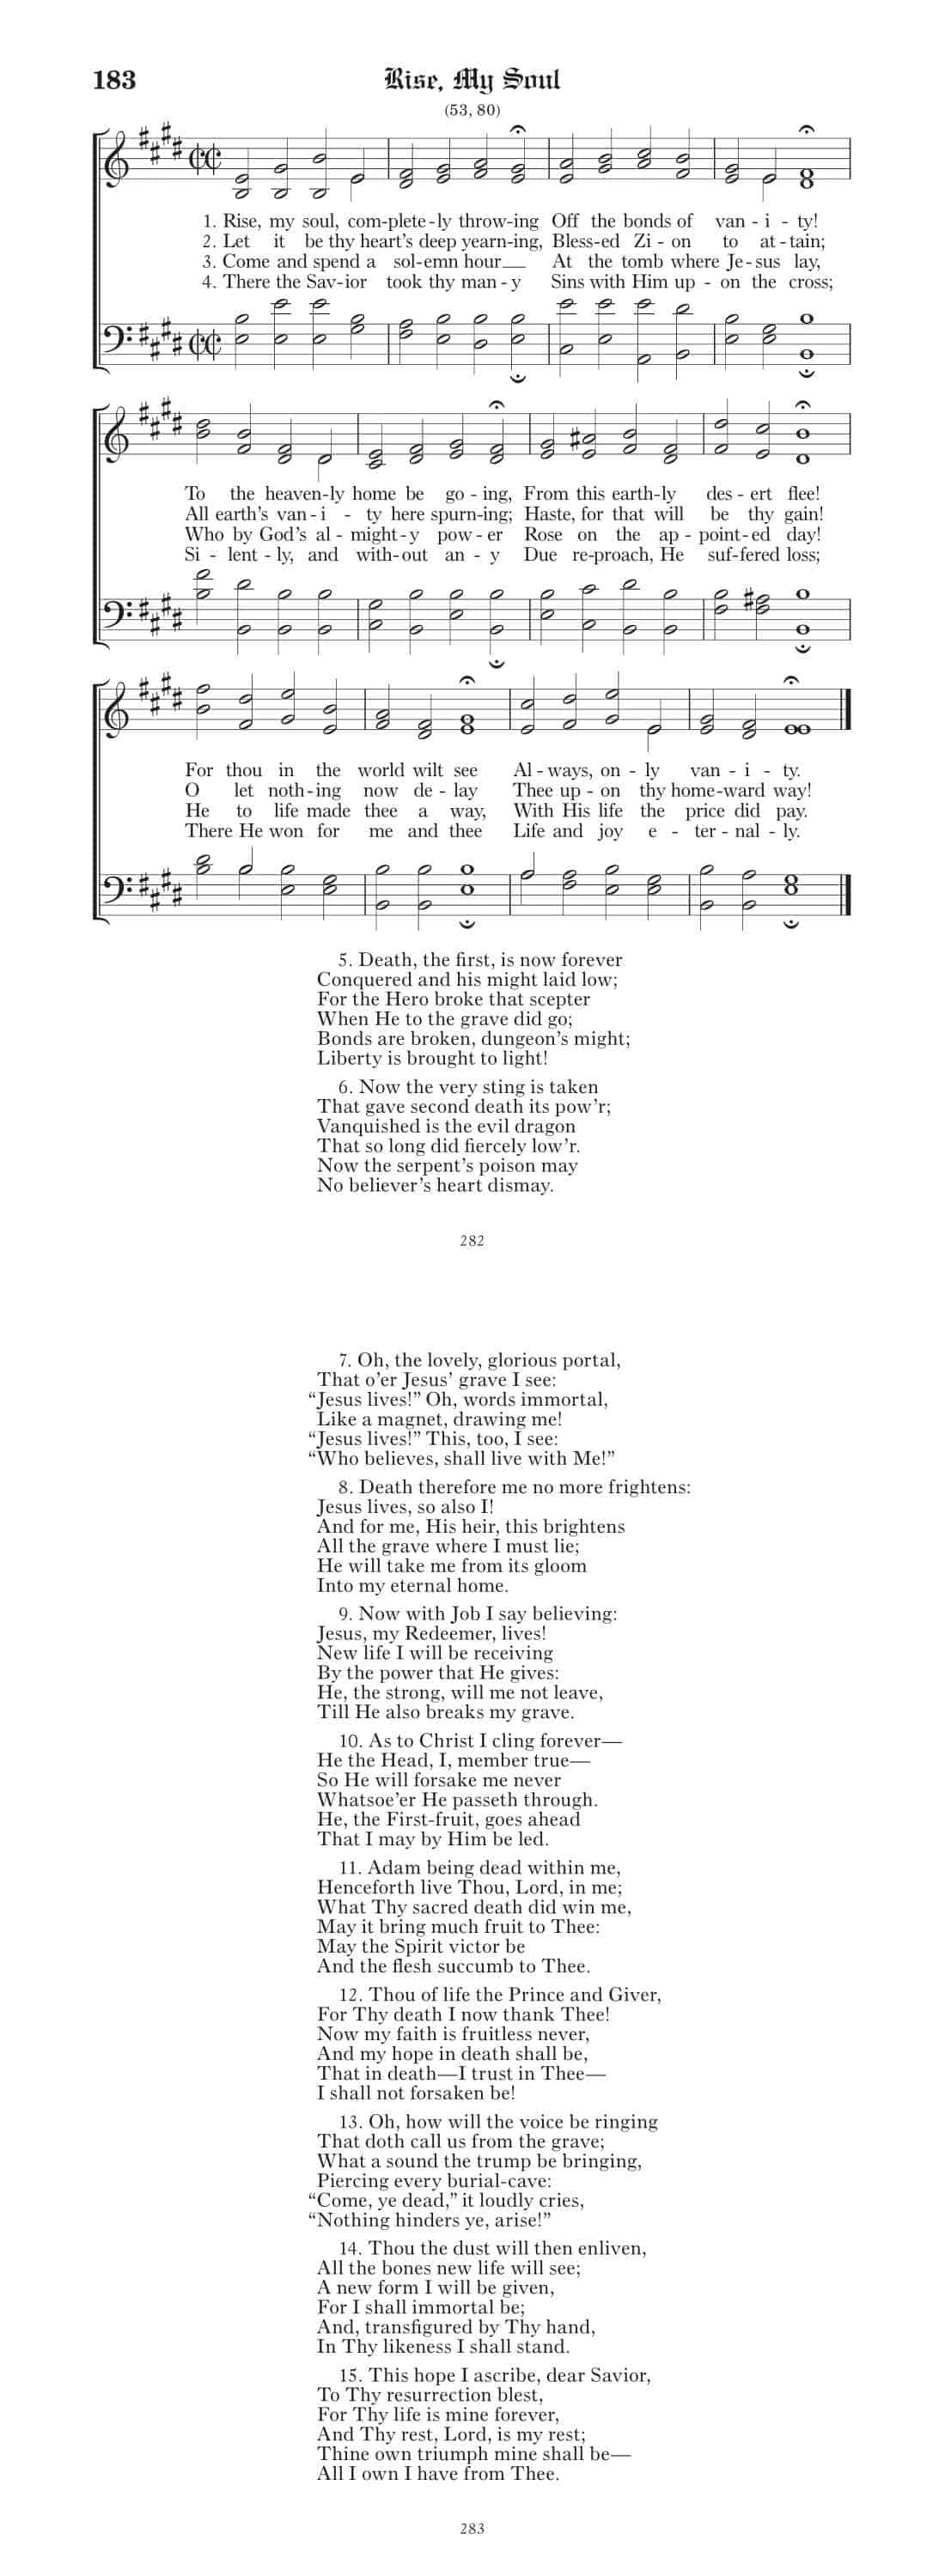 183 Rise, My Soul
(53, 80)
1. Rise, my soul, com-plete-ly throw-ing Off the bonds of van - i - ty!
2. Let it be thy heart's deep yearn-ing, Bless-ed Zi - on to at - tain;
3. Come and spend a sol-emn hour At the tomb where Je-sus lay,
4. There the Sav-ior took thy man-y Sins with Him up - on the cross;
To the heaven-ly home be go - ing, From this earth-ly des - ert flee!
All earth's van-i - ty here spurn-ing; Haste, for that will be thy gain!
Who by God's al - might-y pow-er Rose on the ap-point-ed day!
Si - lent - ly, and with-out an - y Due re-proach, He suf-fered loss;
For thou in the world wilt see Al - ways, on - ly van - i - ty.
O let noth-ing now de - lay Thee up - on thy home-ward way!
He to life made thee a way, With His life the price did pay.
There He won for me and thee Life and joy e - ter - nal - ly.
5. Death, the first, is now forever
Conquered and his might laid low;
For the Hero broke that scepter
When He to the grave did go;
Bonds are broken, dungeon's might;
Liberty is brought to light!
6. Now the very sting is taken
That gave second death its pow'r;
Vanquished is the evil dragon
That so long did fiercely low'r.
Now the serpent's poison may
No believer's heart dismay.
282
7. Oh, the lovely, glorious portal,
That o'er Jesus' grave I see:
“Jesus lives!” Oh, words immortal,
Like a magnet, drawing me!
“Jesus lives!” This, too, I see:
“Who believes, shall live with Me!”
8. Death therefore me no more frightens:
Jesus lives, so also I!
And for me, His heir, this brightens
All the grave where I must lie;
He will take me from its gloom
Into my eternal home.
9. Now with Job I say believing:
Jesus, my Redeemer, lives!
New life I will be receiving
By the power that He gives:
He, the strong, will me not leave,
Till He also breaks my grave.
10. As to Christ I cling forever—
He the Head, I, member true—
So He will forsake me never
Whatsoe'er He passeth through.
He, the First-fruit, goes ahead
That I may by Him be led.
11. Adam being dead within me,
Henceforth live Thou, Lord, in me;
What Thy sacred death did win me,
May it bring much fruit to Thee:
May the Spirit victor be
And the flesh succumb to Thee.
12. Thou of life the Prince and Giver,
For Thy death I now thank Thee!
Now my faith is fruitless never,
And my hope in death shall be,
That in death—I trust in Thee—
I shall not forsaken be!
13. Oh, how will the voice be ringing
That doth call us from the grave;
What a sound the trump be bringing,
Piercing every burial-cave:
“Come, ye dead,” it loudly cries,
“Nothing hinders ye, arise!”
14. Thou the dust will then enliven,
All the bones new life will see;
A new form I will be given,
For I shall immortal be;
And, transfigured by Thy hand,
In Thy likeness I shall stand.
15. This hope I ascribe, dear Savior,
To Thy resurrection blest,
For Thy life is mine forever,
And Thy rest, Lord, is my rest;
Thine own triumph mine shall be—
All I own I have from Thee.
283